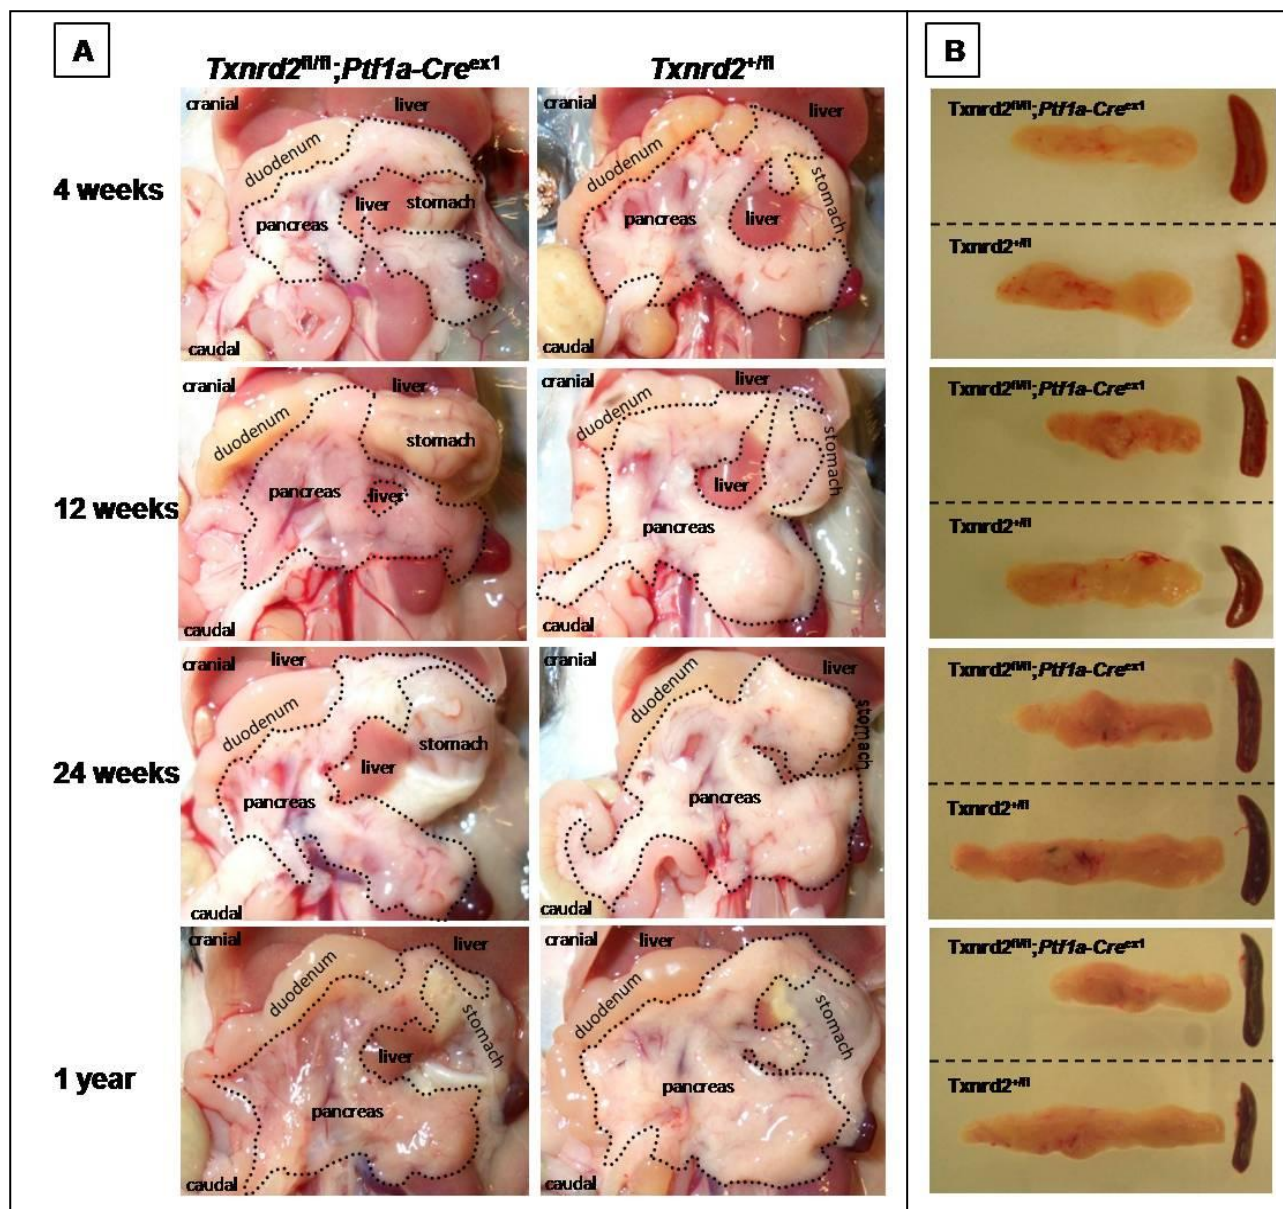 A
B
Txnrd2fl/fl;Ptf1a-Creex1
Txnrd2+/fl
4 weeks
cranial
liver
duodenum
liver
stomach
pancreas
caudal
cranial
liver
duodenum
stomach
pancreas
liver
caudal
Txnrd2fl/fl;Ptf1a-Creex1
Txnrd2+/fl
12 weeks
cranial
liver
duodenum
stomach
pancreas
liver
caudal
cranial
liver
duodenum
stomach
liver
pancreas
caudal
Txnrd2fl/fl;Ptf1a-Creex1
Txnrd2+/fl
24 weeks
cranial
liver
duodenum
stomach
liver
pancreas
caudal
cranial
liver
duodenum
stomach
pancreas
caudal
Txnrd2fl/fl;Ptf1a-Creex1
Txnrd2+/fl
1 year
cranial
liver
duodenum
stomach
liver
pancreas
caudal
cranial
liver
duodenum
stomach
pancreas
caudal
Txnrd2fl/fl;Ptf1a-Creex1
Txnrd2+/fl